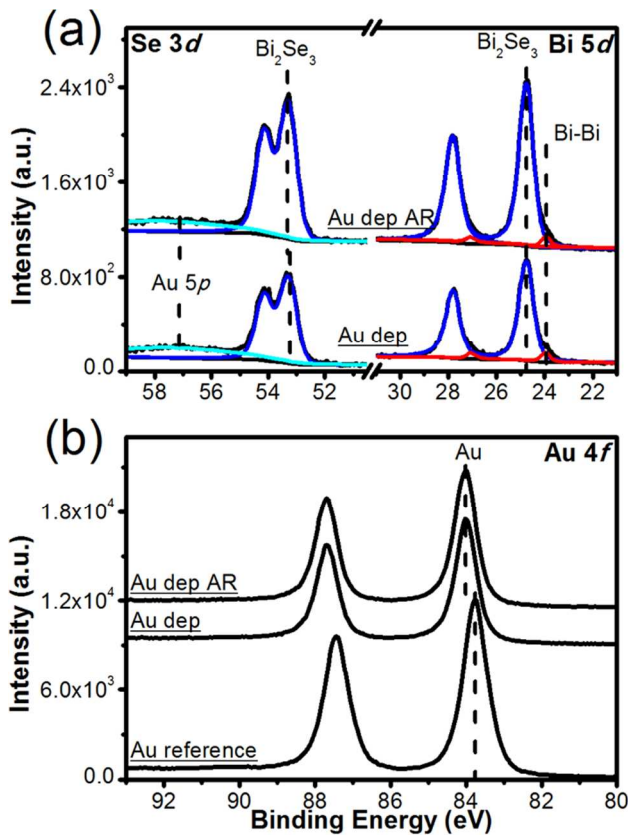 (a)
Se 3d
Bi₂Se₃
Bi₂Se₃
Bi 5d
Bi-Bi
Au dep AR
Au 5p
Au dep
Intensity (a.u.)
2.4x10³
1.6x10³
8.0x10²
0.0
58 56 54 52 30 28 26 24 22
(b)
Au
Au 4f
Au dep AR
Au dep
Au reference
Intensity (a.u.)
1.8x10⁴
1.2x10⁴
6.0x10³
0.0
92 90 88 86 84 82 80
Binding Energy (eV)